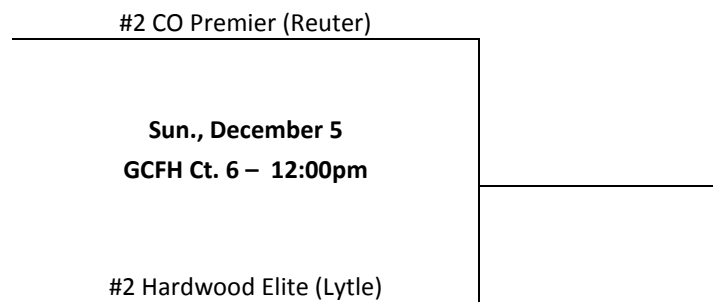 #2 CO Premier (Reuter)
Sun., December 5
GCFH Ct. 6 – 12:00pm
#2 Hardwood Elite (Lytle)